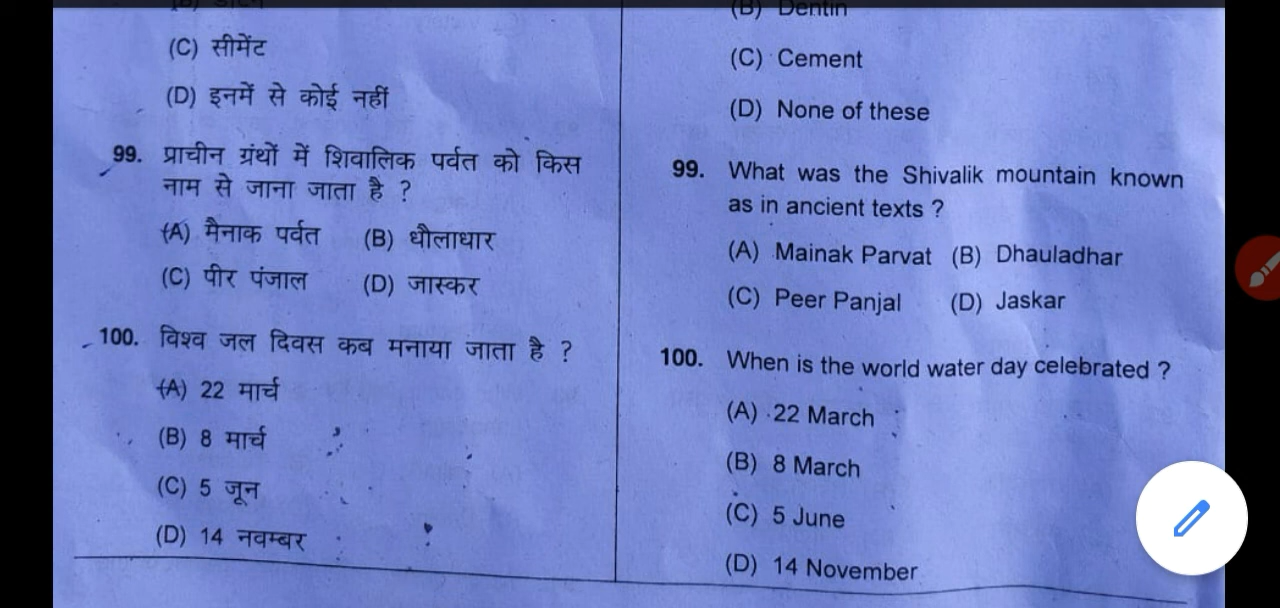 (C) सीमेंट
(D) इनमें से कोई नहीं
99. प्राचीन ग्रंथों में शिवालिक पर्वत को किस
नाम से जाना जाता है ?
(A) मैनाक पर्वत (B) धौलाधार
(C) पीर पंजाल (D) जास्कर
100. विश्व जल दिवस कब मनाया जाता है ?
(A) 22 मार्च
(B) 8 मार्च
(C) 5 जून
(D) 14 नवम्बर
(B) Dentin
(C) Cement
(D) None of these
99. What was the Shivalik mountain known
as in ancient texts ?
(A) Mainak Parvat (B) Dhauladhar
(C) Peer Panjal (D) Jaskar
100. When is the world water day celebrated ?
(A) 22 March
(B) 8 March
(C) 5 June
(D) 14 November